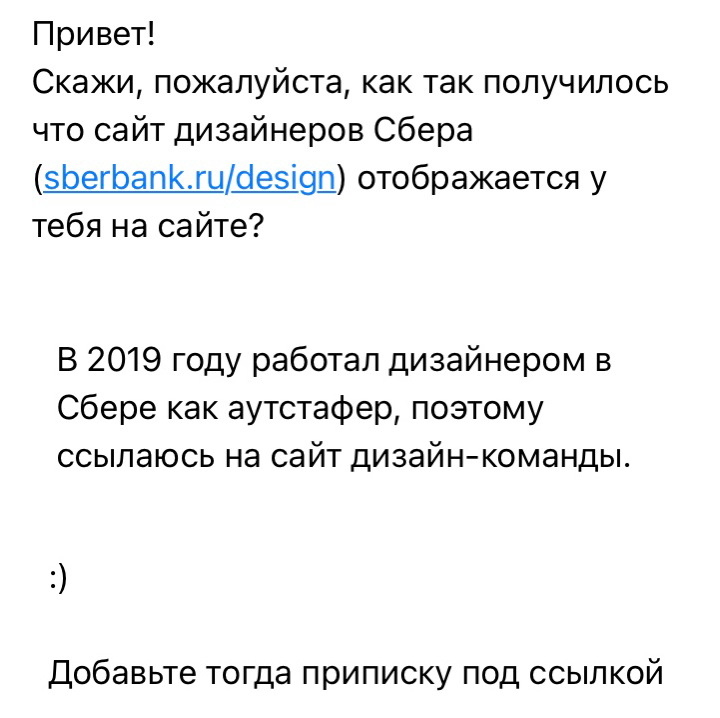 Привет!
Скажи, пожалуйста, как так получилось
что сайт дизайнеров Сбера
(sberbank.ru/design) отображается у
тебя на сайте?
В 2019 году работал дизайнером в
Сбере как аутстафер, поэтому
ссылаюсь на сайт дизайн-команды.
:)
Добавьте тогда приписку под ссылкой